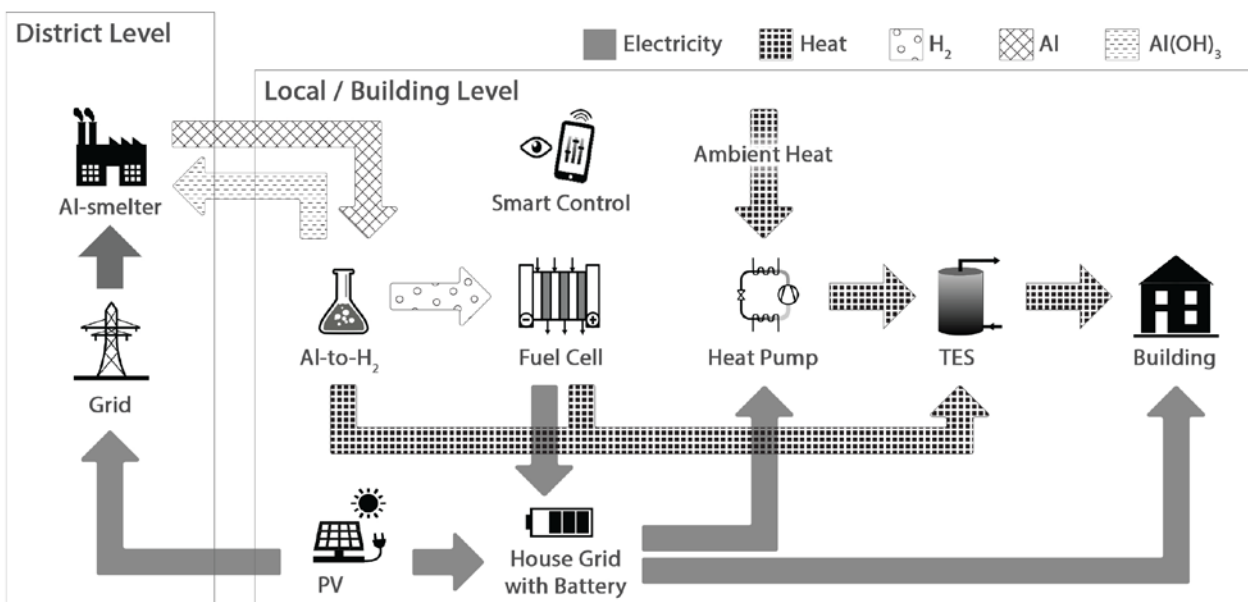 District Level
Electricity
Heat
H₂
Al
Al(OH)₃
Local / Building Level
Ambient Heat
Al-smelter
Smart Control
Al-to-H₂
Fuel Cell
Heat Pump
TES
Building
Grid
PV
House Grid
with Battery